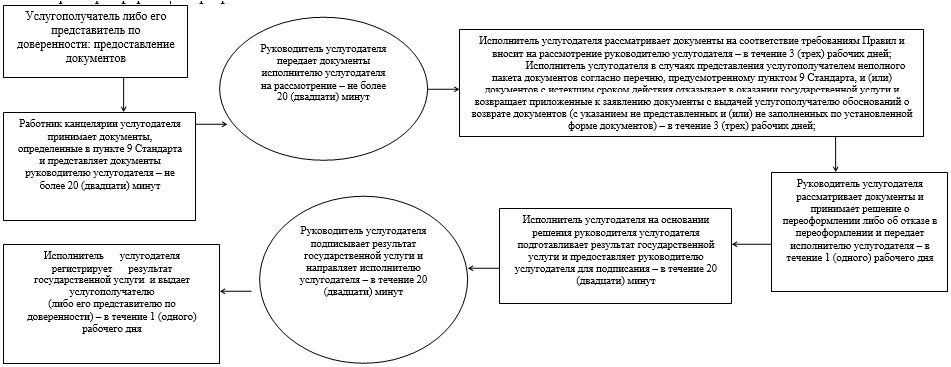 Услугополучатель либо его
представитель по
доверенности: предоставление
документов
Работник канцелярии услугодателя
принимает документы,
определенные в пункте 9 Стандарта
и представляет документы
руководителю услугодателя – не
более 20 (двадцати) минут
Руководитель услугодателя
передает документы
исполнителю услугодателя
на рассмотрение – не более
20 (двадцати) минут
Исполнитель услугодателя рассматривает документы на соответствие требованиям Правил и
вносит на рассмотрение руководителю услугодателя – в течение 3 (трех) рабочих дней;
Исполнитель услугодателя в случаях представления услугополучателем неполного
пакета документов согласно перечню, предусмотренному пунктом 9 Стандарта, и (или)
документов с истекшим сроком действия отказывает в оказании государственной услуги и
возвращает приложенные к заявлению документы с выдачей услугополучателю обоснований о
возврате документов (с указанием не представленных и (или) не заполненных по установленной
форме документов) – в течение 3 (трех) рабочих дней;
Руководитель услугодателя
рассматривает документы и
принимает решение о
переоформлении либо об отказе в
переоформлении и передает
исполнителю услугодателя – в
течение 1 (одного) рабочего дня
Исполнитель услугодателя на основании
решения руководителя услугодателя
подготавливает результат государственной
услуги и предоставляет руководителю
услугодателя для подписания – в течение 20
(двадцати) минут
Руководитель услугодателя
подписывает результат
государственной услуги и
направляет исполнителю
услугодателя – в течение 20
(двадцати) минут
Исполнитель услугодателя
регистрирует результат
государственной услуги и выдает
услугополучателю
(либо его представителю по
доверенности) – в течение 1 (одного)
рабочего дня